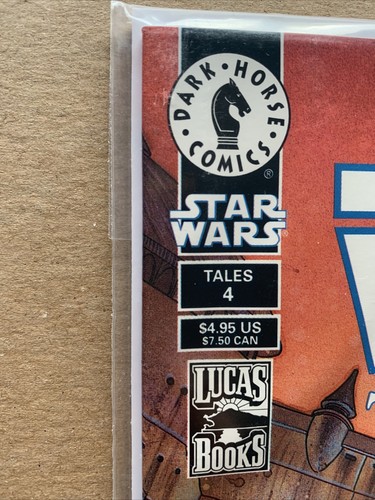 DARK • HORSE
COMICS •
®
STAR
WARS®
TALES
4
$4.95 US
$7.50 CAN
LUCAS
BOOKS